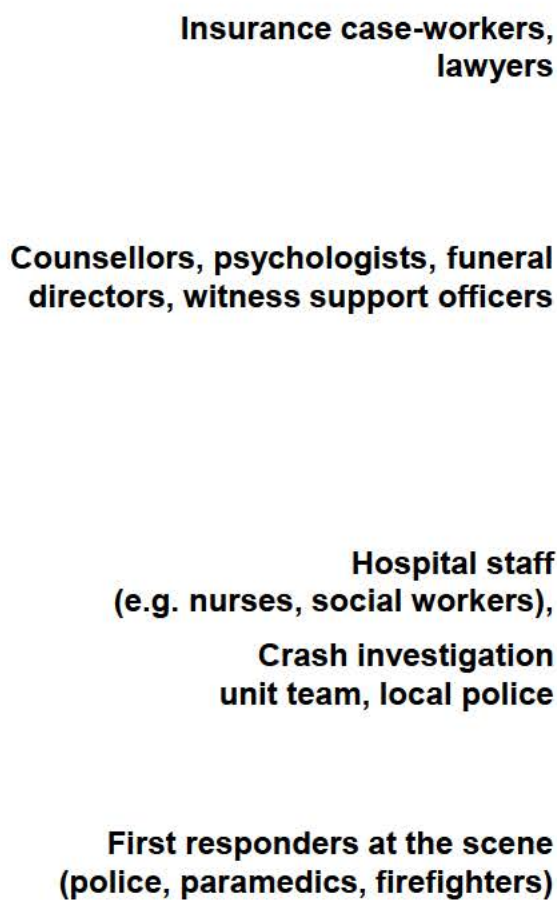 Insurance case-workers,
lawyers
Counsellors, psychologists, funeral
directors, witness support officers
Hospital staff
(e.g. nurses, social workers),
Crash investigation
unit team, local police
First responders at the scene
(police, paramedics, firefighters)